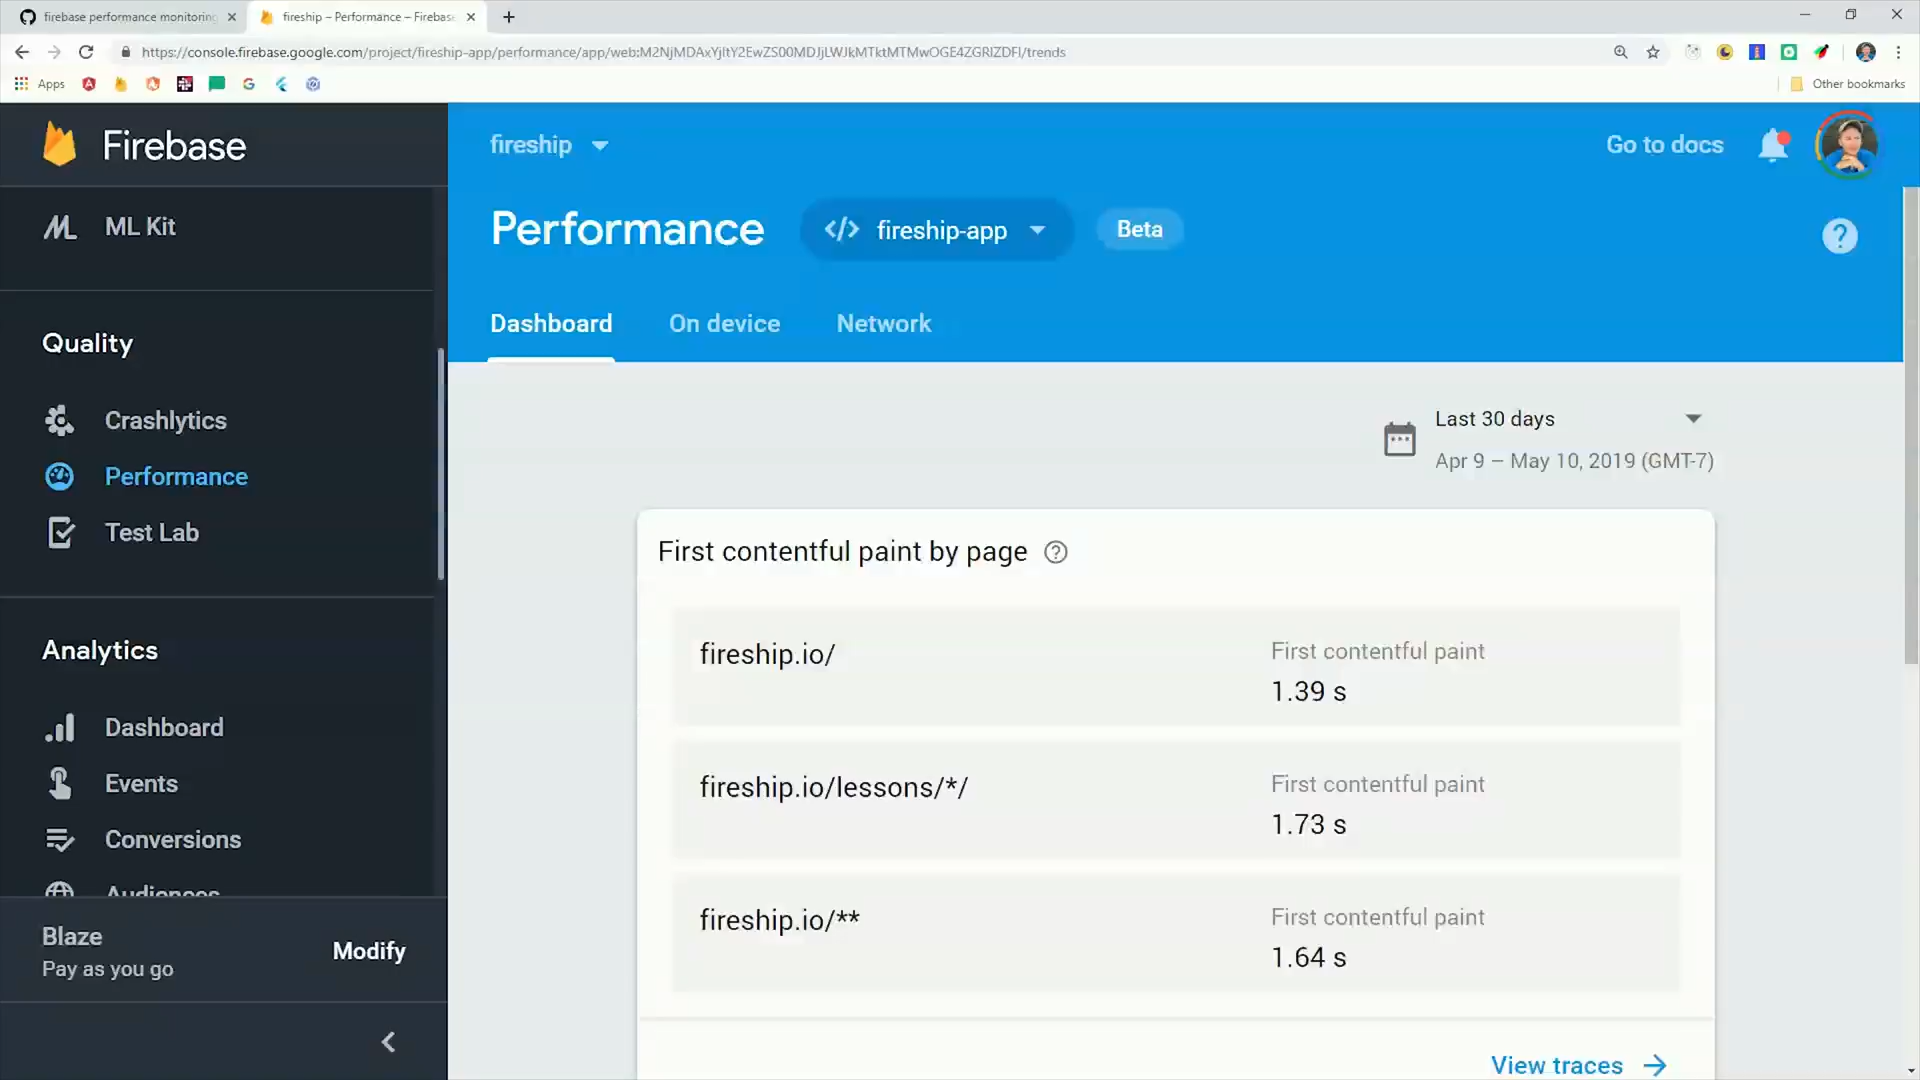 firebase performance monitoring
fireship – Performance – Firebase
https://console.firebase.google.com/project/fireship-app/performance/app/web:M2NjMDAxYjItY2EwZS00MDJjLWJkMTktMTMwOGE4ZGRlZDFl/trends
Apps
Other bookmarks
Firebase
fireship
Go to docs
ML Kit
Performance
</> fireship-app
Beta
Dashboard
On device
Network
Quality
Crashlytics
Performance
Test Lab
Last 30 days
Apr 9 – May 10, 2019 (GMT-7)
First contentful paint by page
fireship.io/
First contentful paint
1.39 s
fireship.io/lessons/*/
First contentful paint
1.73 s
fireship.io/**
First contentful paint
1.64 s
View traces
Analytics
Dashboard
Events
Conversions
Audiences
Blaze
Pay as you go
Modify